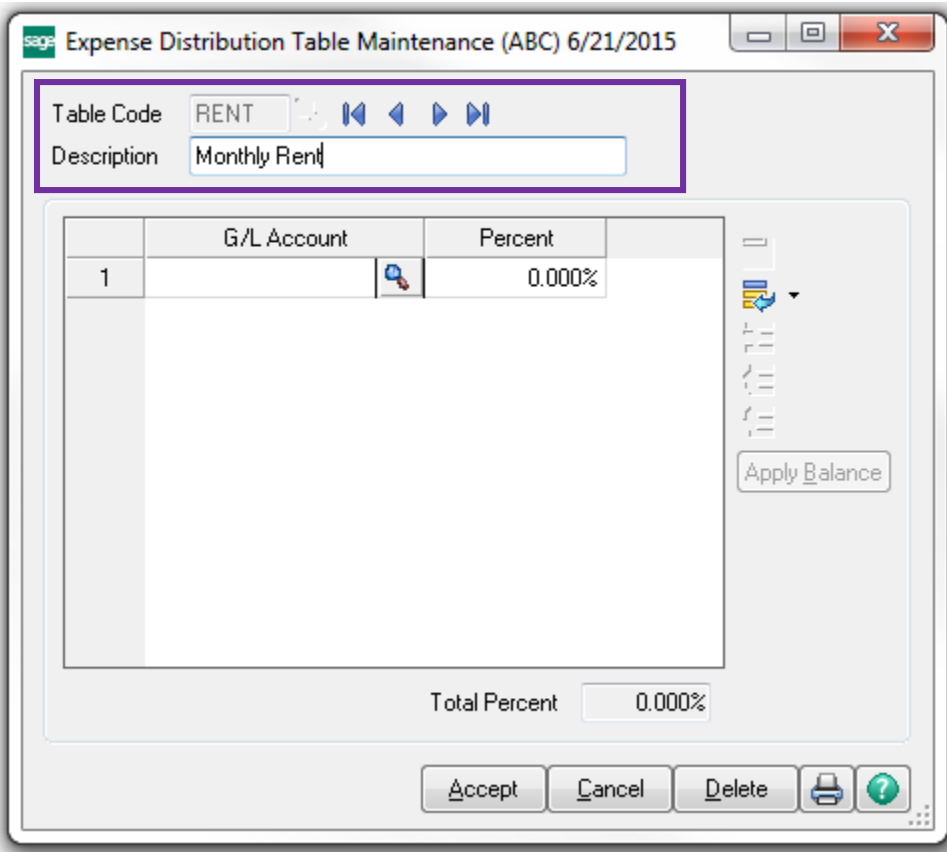 sage Expense Distribution Table Maintenance (ABC) 6/21/2015
Table Code RENT
Description Monthly Rent
G/L Account Percent
1 0.000%
Apply Balance
Total Percent 0.000%
Accept Cancel Delete ?